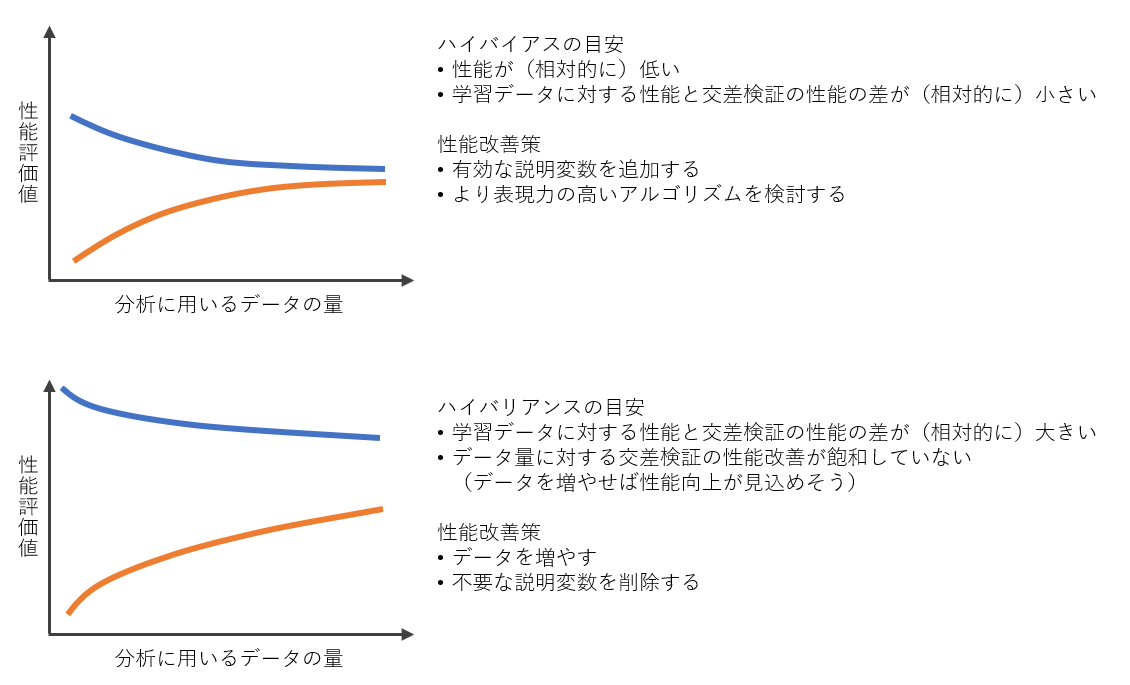 性能評価値
ハイバイアスの目安
• 性能が（相対的に）低い
• 学習データに対する性能と交差検証の性能の差が（相対的に）小さい
性能改善策
• 有効な説明変数を追加する
• より表現力の高いアルゴリズムを検討する
分析に用いるデータの量
性能評価値
ハイバリアンスの目安
• 学習データに対する性能と交差検証の性能の差が（相対的に）大きい
• データ量に対する交差検証の性能改善が飽和していない
（データを増やせば性能向上が見込めそう）
性能改善策
• データを増やす
• 不要な説明変数を削除する
分析に用いるデータの量